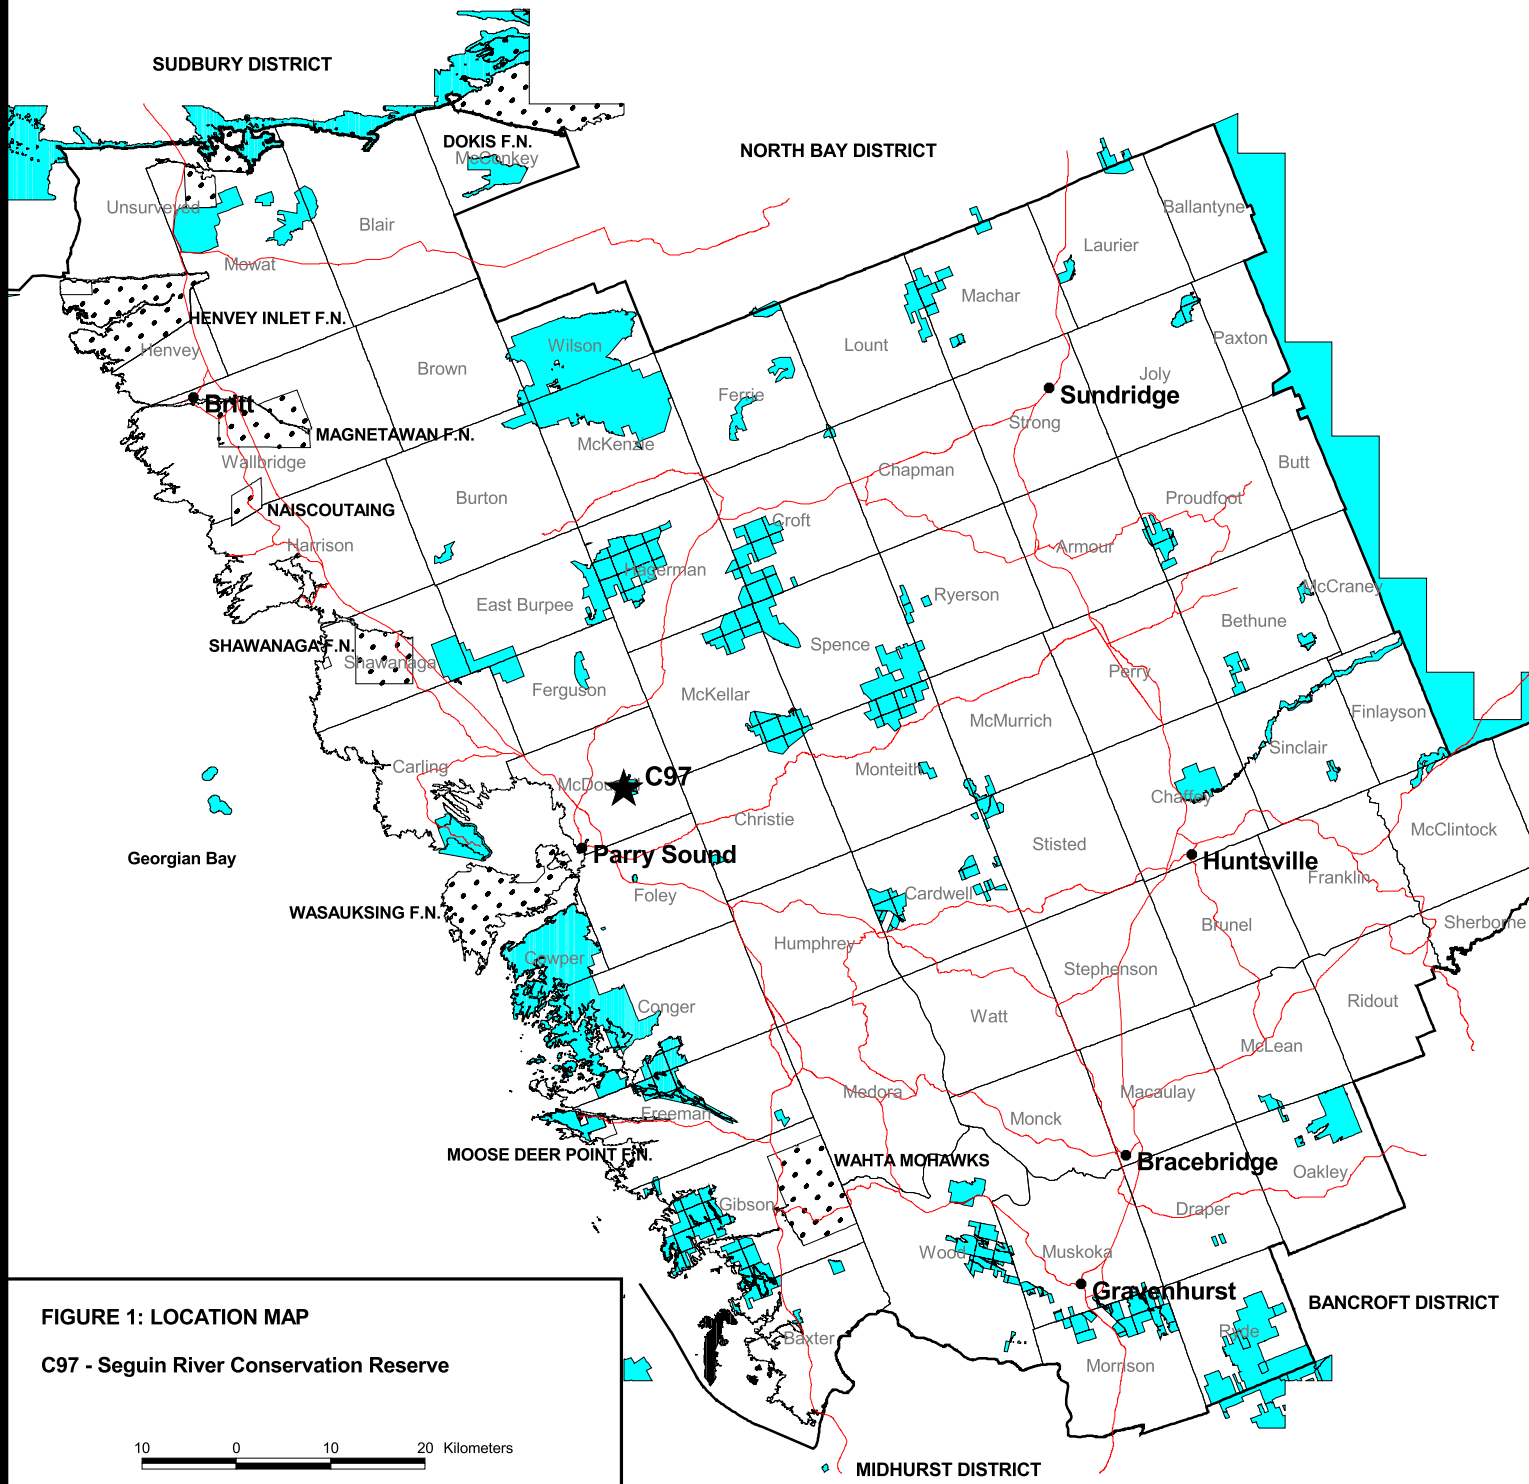 SUDBURY DISTRICT
DOKIS F.N.
McConkey
NORTH BAY DISTRICT
Unsurveyed
Blair
Ballantyne
Laurier
Mowat
Machar
HENVEY INLET F.N.
Henvey
Wilson
Lount
Paxton
Brown
Joly
Ferrie
Sundridge
Britt
Strong
MAGNETAWAN F.N.
McKenzie
Wallbridge
Chapman
Butt
Burton
Proudfoot
NAISCOUTAING
Croft
Harrison
Armour
Hagerman
McCraney
Ryerson
East Burpee
Bethune
SHAWANAGA F.N.
Spence
Shawanaga
Perry
Ferguson
McKellar
McMurrich
Finlayson
Sinclair
Carling
Monteith
C97
McDougall
Chaffey
Christie
McClintock
Stisted
Georgian Bay
Parry Sound
Huntsville
Franklin
Foley
Cardwell
WASAUKSING F.N.
Sherborne
Brunel
Humphrey
Cowper
Stephenson
Conger
Ridout
Watt
McLean
Medora
Macaulay
Freeman
Monck
MOOSE DEER POINT F.N.
WAHTA MOHAWKS
Bracebridge
Oakley
Gibson
Draper
Wood
Muskoka
Gravenhurst
BANCROFT DISTRICT
FIGURE 1: LOCATION MAP
Ryde
Baxter
C97 - Seguin River Conservation Reserve
Morrison
10 0 10 20 Kilometers
MIDHURST DISTRICT